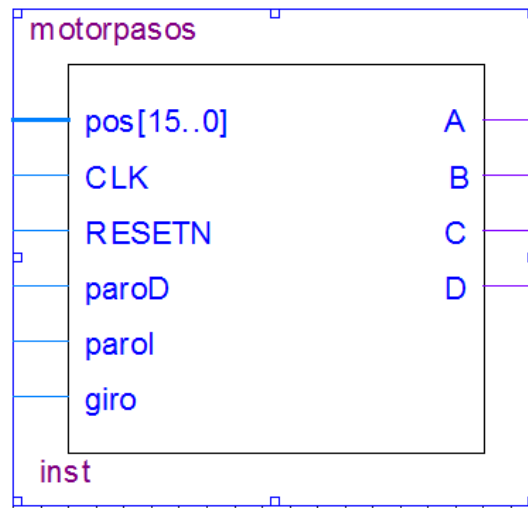 motorpasos
pos[15..0] A
CLK B
RESETN C
paroD D
paroI
giro
inst